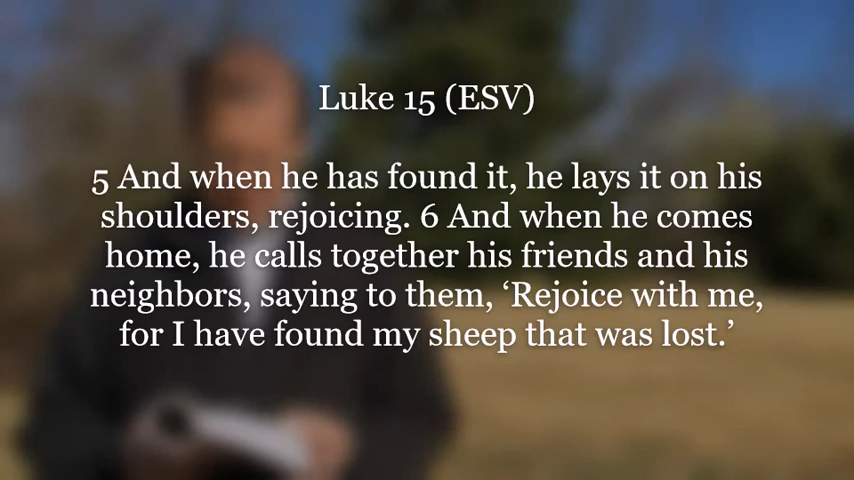 Luke 15 (ESV)
5 And when he has found it, he lays it on his
shoulders, rejoicing. 6 And when he comes
home, he calls together his friends and his
neighbors, saying to them, ‘Rejoice with me,
for I have found my sheep that was lost.’